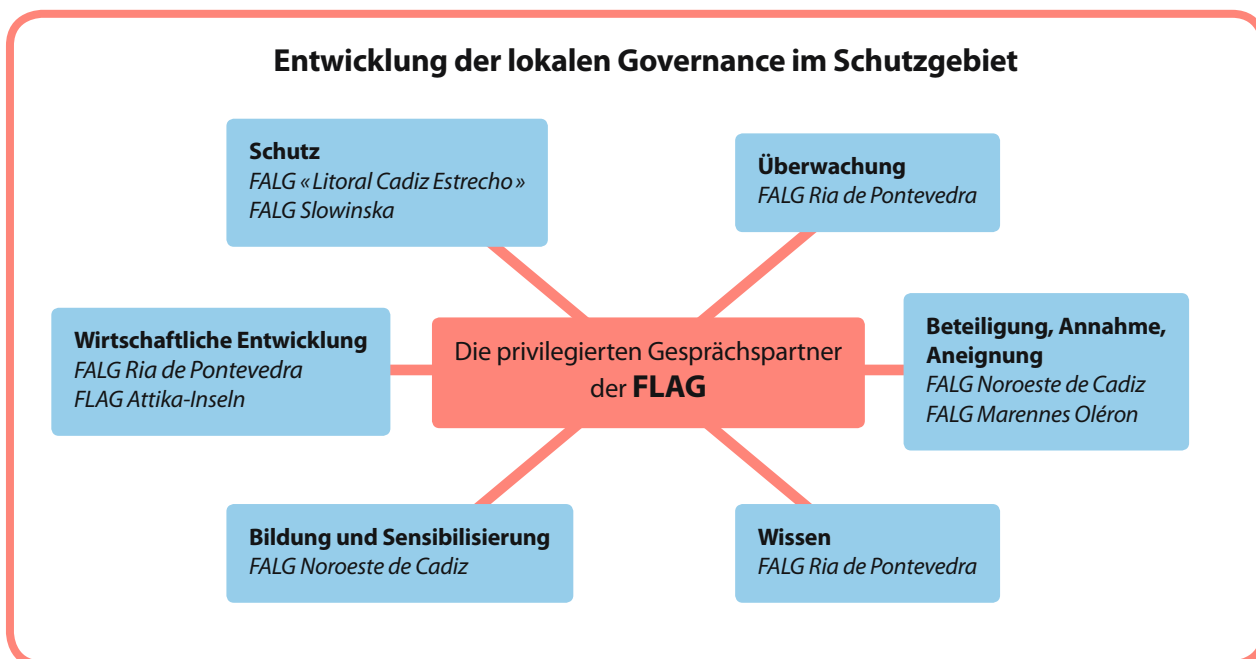 Entwicklung der lokalen Governance im Schutzgebiet
Schutz
FALG « Litoral Cadiz Estrecho »
FALG Slowinska
Überwachung
FALG Ria de Pontevedra
Wirtschaftliche Entwicklung
FALG Ria de Pontevedra
FLAG Attika-Inseln
Die privilegierten Gesprächspartner
der FLAG
Beteiligung, Annahme,
Aneignung
FALG Noroeste de Cadiz
FALG Marennes Oléron
Bildung und Sensibilisierung
FALG Noroeste de Cadiz
Wissen
FALG Ria de Pontevedra